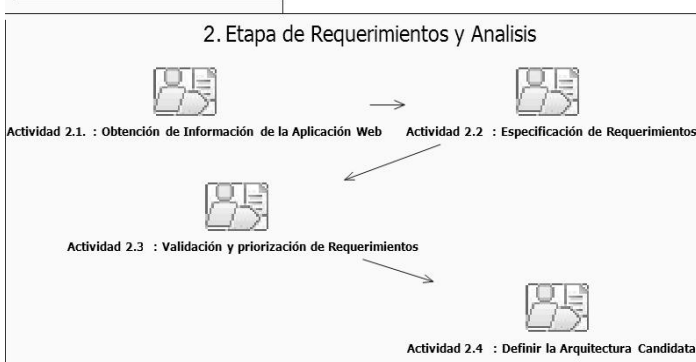 2. Etapa de Requerimientos y Analisis
Actividad 2.1. : Obtención de Información de la Aplicación Web
Actividad 2.2 : Especificación de Requerimientos
Actividad 2.3 : Validación y priorización de Requerimientos
Actividad 2.4 : Definir la Arquitectura Candidata